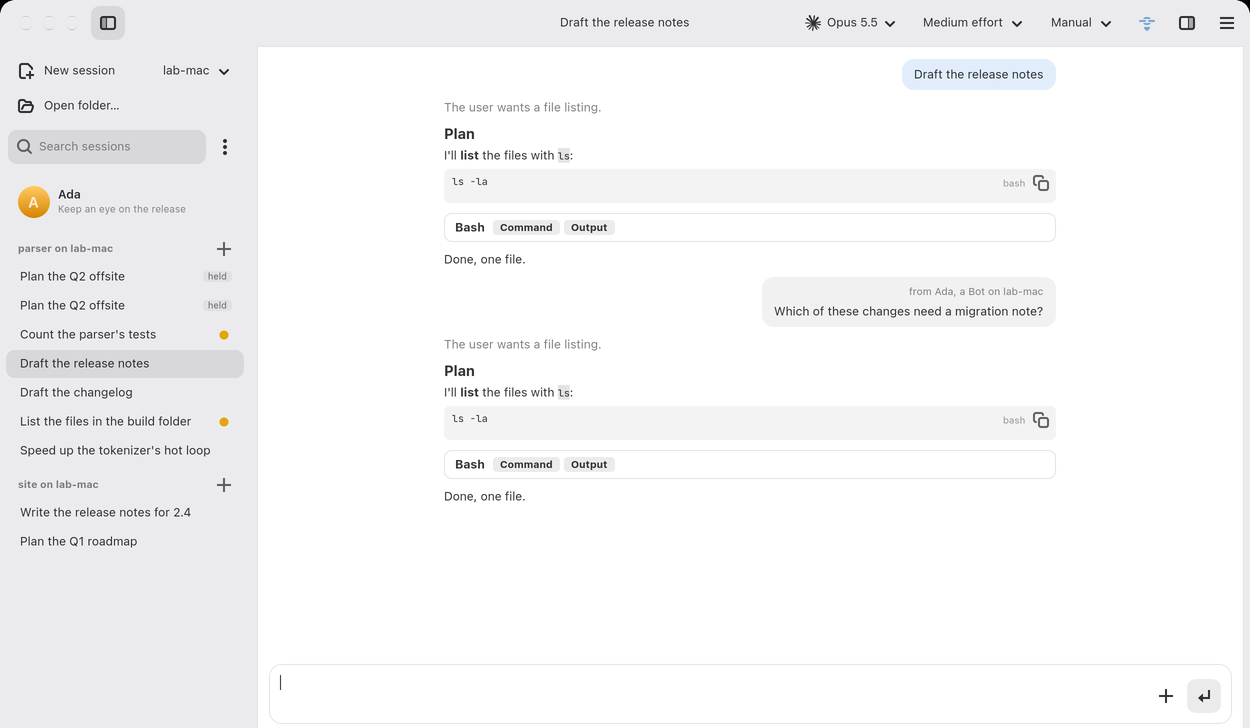 Draft the release notes
Opus 5.5
Medium effort
Manual
New session
lab-mac
Open folder...
Search sessions
A
Ada
Keep an eye on the release
parser on lab-mac
Plan the Q2 offsite
held
Plan the Q2 offsite
held
Count the parser's tests
Draft the release notes
Draft the changelog
List the files in the build folder
Speed up the tokenizer's hot loop
site on lab-mac
Write the release notes for 2.4
Plan the Q1 roadmap
Draft the release notes
The user wants a file listing.
Plan
I'll list the files with ls:
ls -la
bash
Bash Command Output
Done, one file.
from Ada, a Bot on lab-mac
Which of these changes need a migration note?
The user wants a file listing.
Plan
I'll list the files with ls:
ls -la
bash
Bash Command Output
Done, one file.